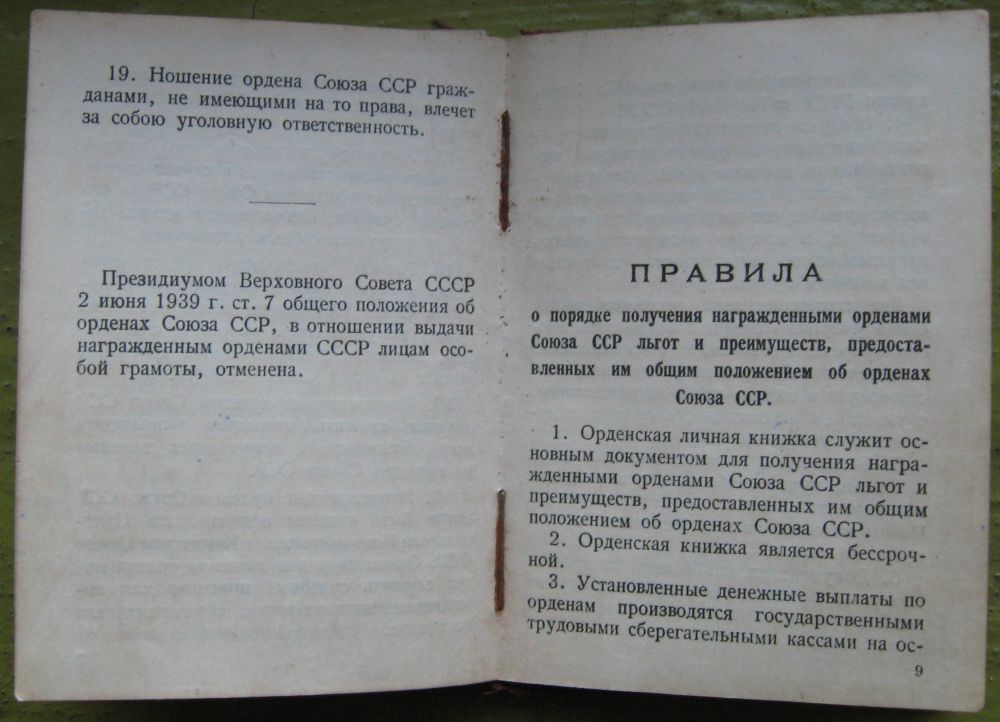 19. Ношение ордена Союза ССР граж-
данами, не имеющими на то права, влечет
за собою уголовную ответственность.
Президиумом Верховного Совета СССР
2 июня 1939 г. ст. 7 общего положения об
орденах Союза ССР, в отношении выдачи
награжденным орденами СССР лицам осо-
бой грамоты, отменена.
ПРАВИЛА
о порядке получения награжденными орденами
Союза ССР льгот и преимуществ, предоста-
вленных им общим положением об орденах
Союза ССР.
1. Орденская личная книжка служит ос-
новным документом для получения награ-
жденными орденами Союза ССР льгот и
преимуществ, предоставленных им общим
положением об орденах Союза ССР.
2. Орденская книжка является бессроч-
ной.
3. Установленные денежные выплаты по
орденам производятся государственными
трудовыми сберегательными кассами на ос-
9